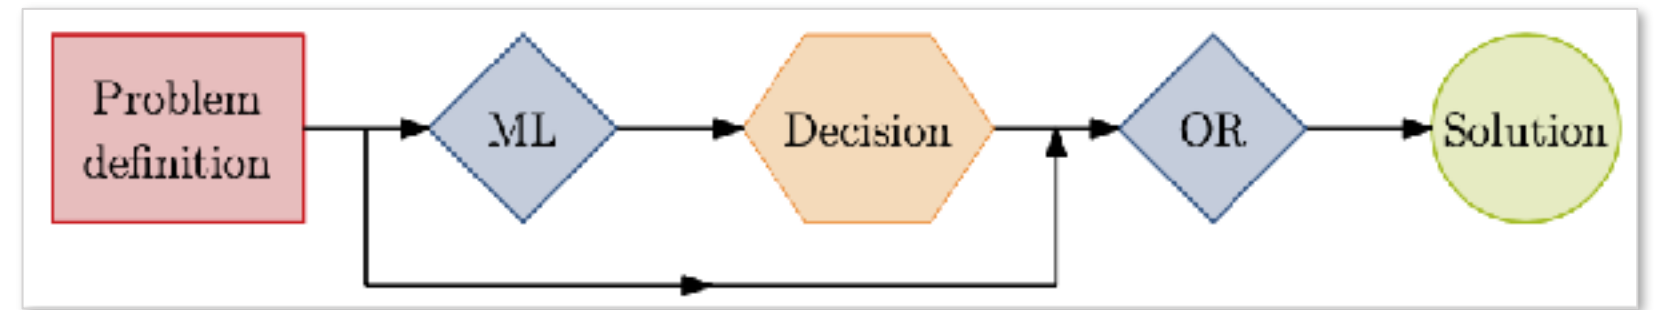 Problem
definition
ML
Decision
OR
Solution